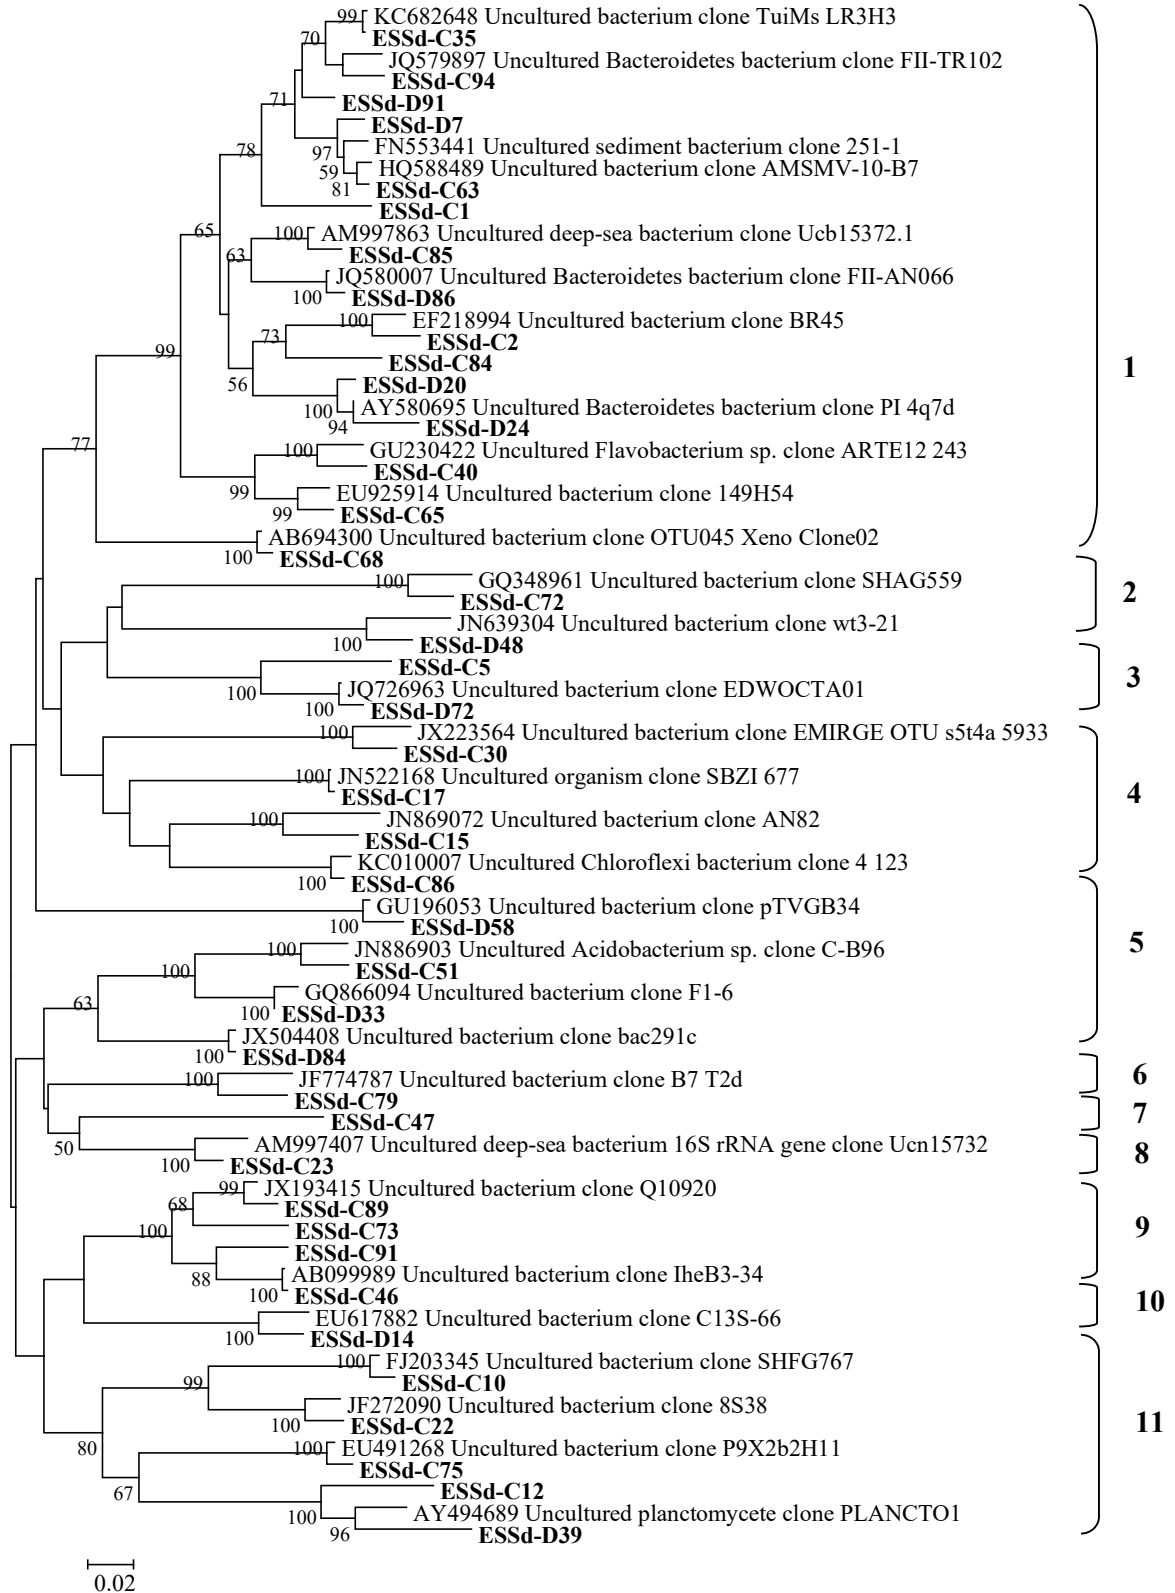 99 KC682648 Uncultured bacterium clone TuiMs LR3H3
70 ESSd-C35
JQ579897 Uncultured Bacteroidetes bacterium clone FII-TR102
ESSd-C94
71 ESSd-D91
ESSd-D7
78 97 FN553441 Uncultured sediment bacterium clone 251-1
59 HQ588489 Uncultured bacterium clone AMSMV-10-B7
81 ESSd-C63
ESSd-C1
65 100 AM997863 Uncultured deep-sea bacterium clone Ucb15372.1
63 ESSd-C85
JQ580007 Uncultured Bacteroidetes bacterium clone FII-AN066
100 ESSd-D86
100 EF218994 Uncultured bacterium clone BR45
73 ESSd-C2
99 ESSd-C84 1
56 ESSd-D20
100 AY580695 Uncultured Bacteroidetes bacterium clone PI 4q7d
94 ESSd-D24
77 100 GU230422 Uncultured Flavobacterium sp. clone ARTE12 243
ESSd-C40
99 EU925914 Uncultured bacterium clone 149H54
99 ESSd-C65
AB694300 Uncultured bacterium clone OTU045 Xeno Clone02
100 ESSd-C68
100 GQ348961 Uncultured bacterium clone SHAG559
ESSd-C72 2
JN639304 Uncultured bacterium clone wt3-21
100 ESSd-D48
ESSd-C5
100 JQ726963 Uncultured bacterium clone EDWOCTA01 3
100 ESSd-D72
100 JX223564 Uncultured bacterium clone EMIRGE OTU s5t4a 5933
ESSd-C30
100 JN522168 Uncultured organism clone SBZI 677
ESSd-C17 4
100 JN869072 Uncultured bacterium clone AN82
ESSd-C15
KC010007 Uncultured Chloroflexi bacterium clone 4 123
100 ESSd-C86
GU196053 Uncultured bacterium clone pTVGB34
100 ESSd-D58
100 JN886903 Uncultured Acidobacterium sp. clone C-B96 5
100 ESSd-C51
63 GQ866094 Uncultured bacterium clone F1-6
100 ESSd-D33
JX504408 Uncultured bacterium clone bac291c
100 ESSd-D84
100 JF774787 Uncultured bacterium clone B7 T2d 6
ESSd-C79
ESSd-C47 7
50 AM997407 Uncultured deep-sea bacterium 16S rRNA gene clone Ucn15732
100 ESSd-C23 8
99 JX193415 Uncultured bacterium clone Q10920
68 ESSd-C89
100 ESSd-C73 9
ESSd-C91
88 AB099989 Uncultured bacterium clone IheB3-34
100 ESSd-C46 10
EU617882 Uncultured bacterium clone C13S-66
100 ESSd-D14
100 FJ203345 Uncultured bacterium clone SHFG767
99 ESSd-C10
JF272090 Uncultured bacterium clone 8S38
100 ESSd-C22 11
80 100 EU491268 Uncultured bacterium clone P9X2b2H11
ESSd-C75
67 ESSd-C12
100 AY494689 Uncultured planctomycete clone PLANCTO1
96 ESSd-D39
0.02